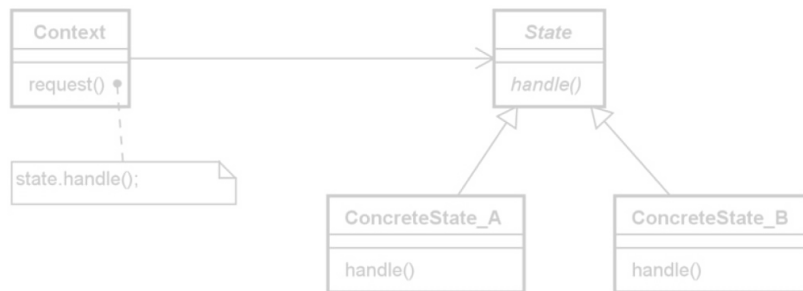 Context
request()
state.handle();
State
handle()
ConcreteState_A
handle()
ConcreteState_B
handle()